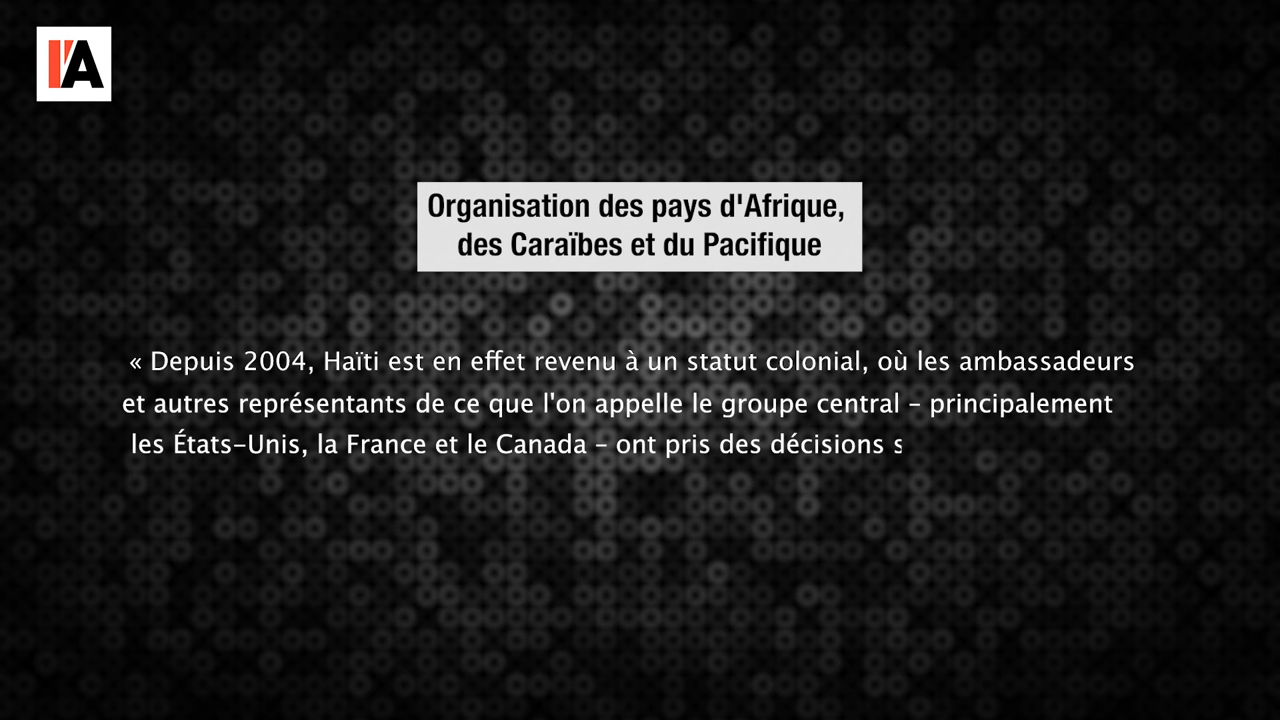 l'A
Organisation des pays d'Afrique,
des Caraïbes et du Pacifique
« Depuis 2004, Haïti est en effet revenu à un statut colonial, où les ambassadeurs
et autres représentants de ce que l'on appelle le groupe central – principalement
les États-Unis, la France et le Canada – ont pris des décisions s